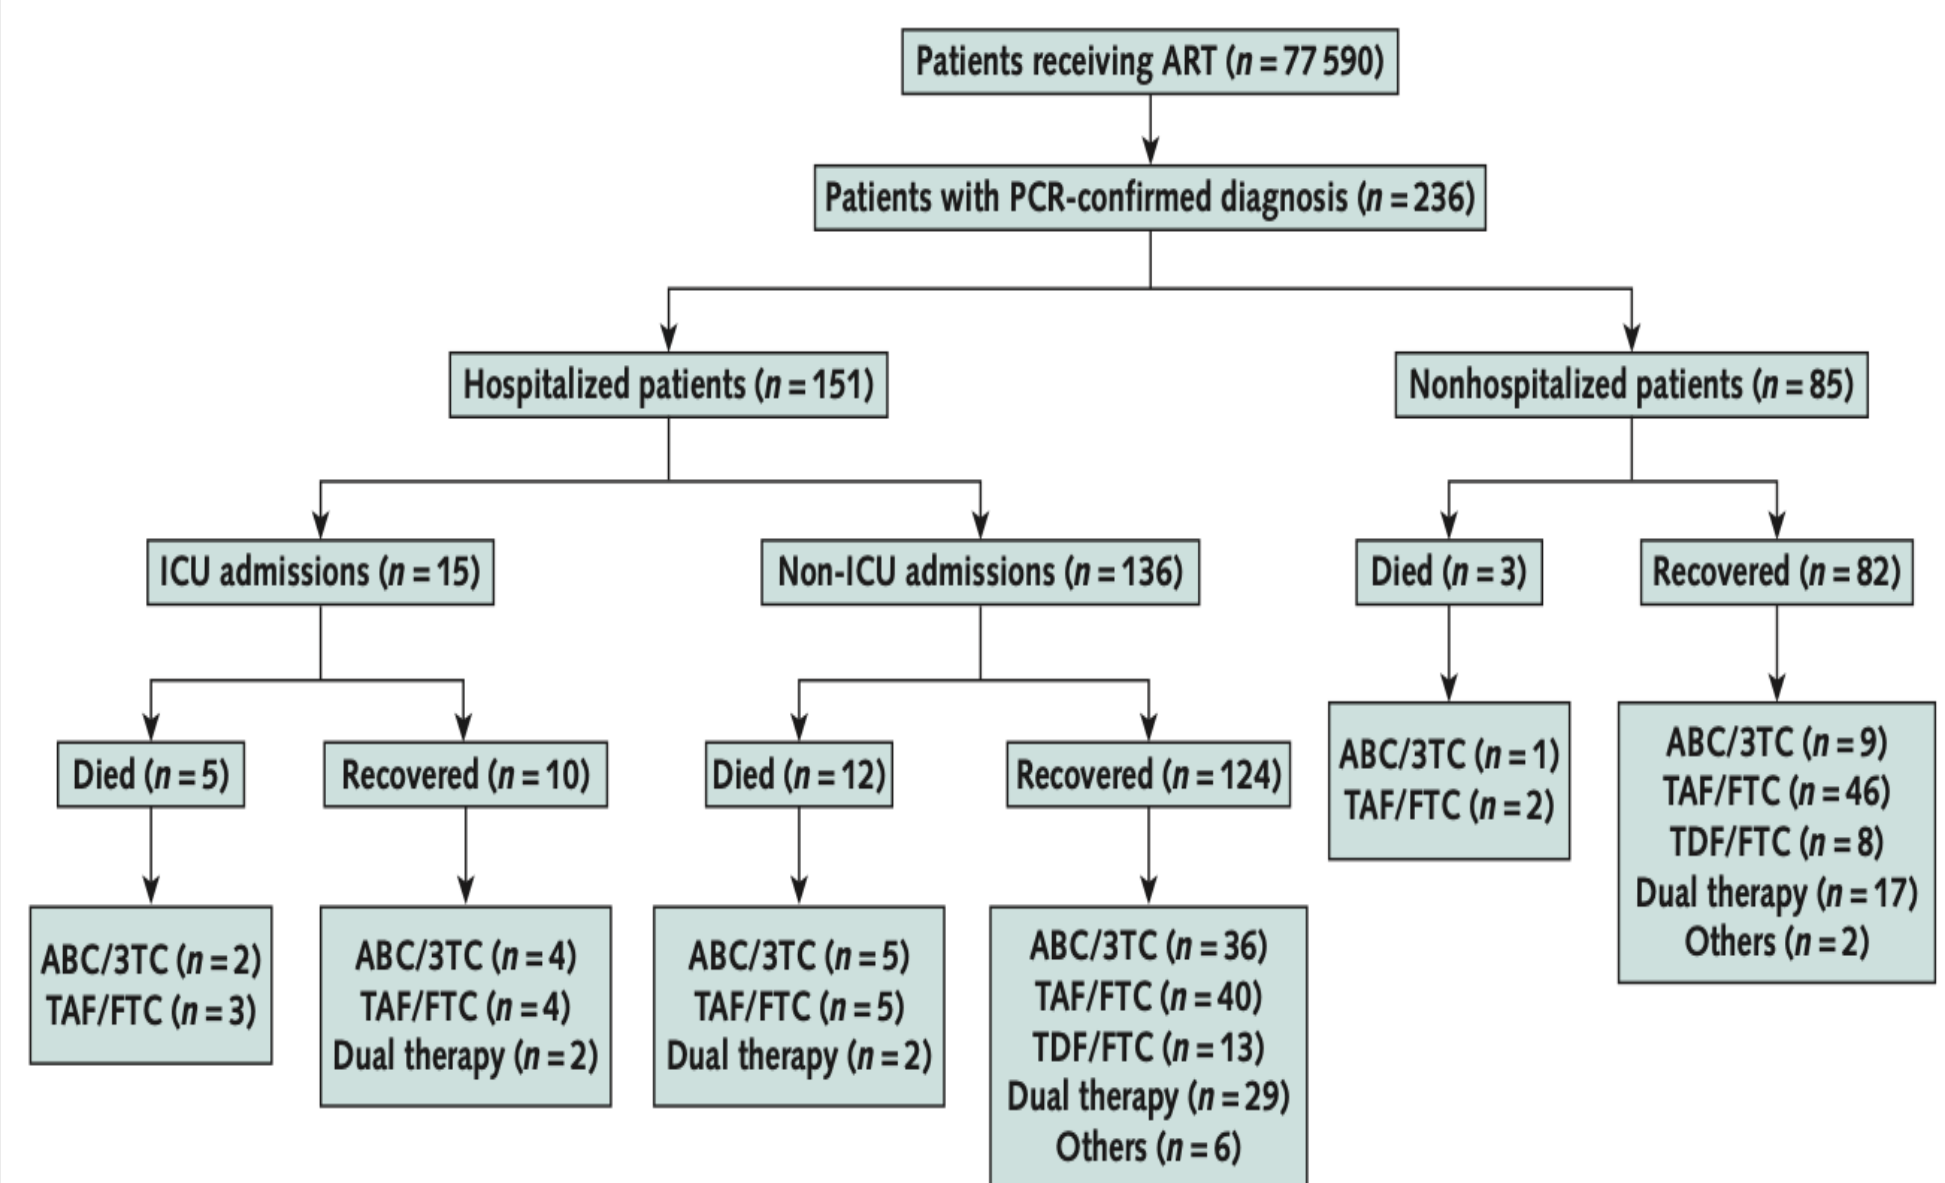 Patients receiving ART (n = 77 590)
Patients with PCR-confirmed diagnosis (n = 236)
Hospitalized patients (n = 151)
Nonhospitalized patients (n = 85)
ICU admissions (n = 15)
Non-ICU admissions (n = 136)
Died (n = 3)
Recovered (n = 82)
Died (n = 5)
Recovered (n = 10)
Died (n = 12)
Recovered (n = 124)
ABC/3TC (n = 1)
TAF/FTC (n = 2)
ABC/3TC (n = 9)
TAF/FTC (n = 46)
TDF/FTC (n = 8)
Dual therapy (n = 17)
Others (n = 2)
ABC/3TC (n = 2)
TAF/FTC (n = 3)
ABC/3TC (n = 4)
TAF/FTC (n = 4)
Dual therapy (n = 2)
ABC/3TC (n = 5)
TAF/FTC (n = 5)
Dual therapy (n = 2)
ABC/3TC (n = 36)
TAF/FTC (n = 40)
TDF/FTC (n = 13)
Dual therapy (n = 29)
Others (n = 6)